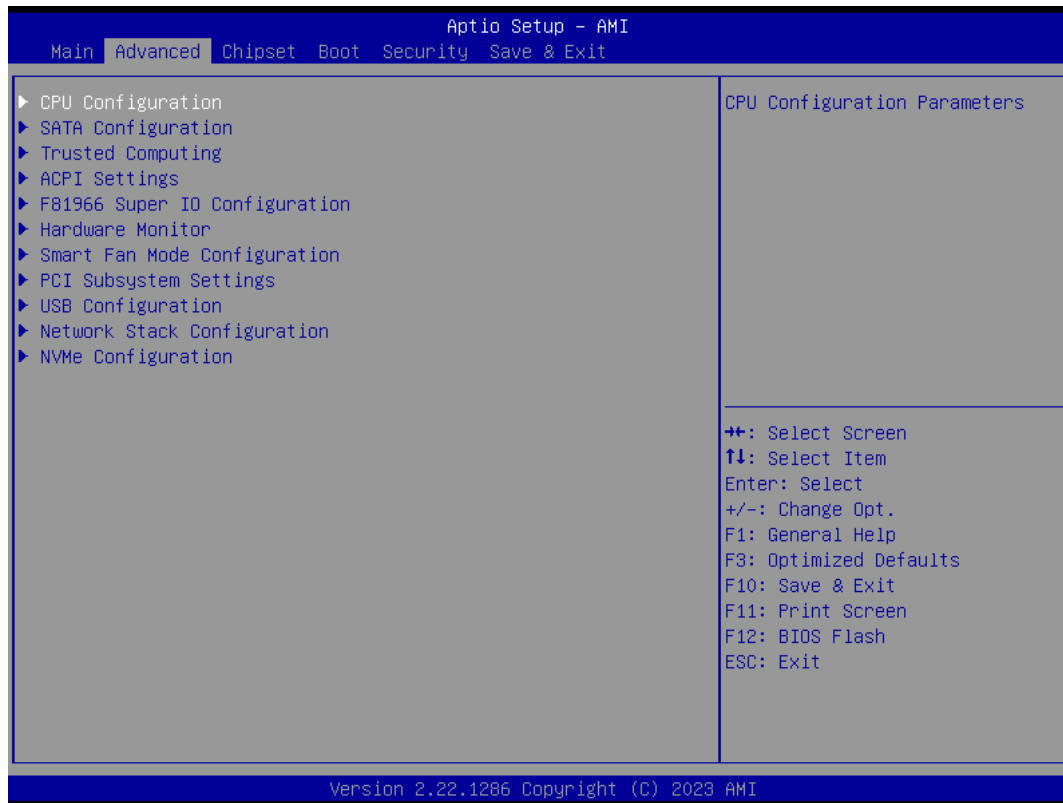 Aptio Setup – AMI
Main Advanced Chipset Boot Security Save & Exit
▶ CPU Configuration
▶ SATA Configuration
▶ Trusted Computing
▶ ACPI Settings
▶ F81966 Super IO Configuration
▶ Hardware Monitor
▶ Smart Fan Mode Configuration
▶ PCI Subsystem Settings
▶ USB Configuration
▶ Network Stack Configuration
▶ NVMe Configuration
CPU Configuration Parameters
→←: Select Screen
↑↓: Select Item
Enter: Select
+/-: Change Opt.
F1: General Help
F3: Optimized Defaults
F10: Save & Exit
F11: Print Screen
F12: BIOS Flash
ESC: Exit
Version 2.22.1286 Copyright (C) 2023 AMI